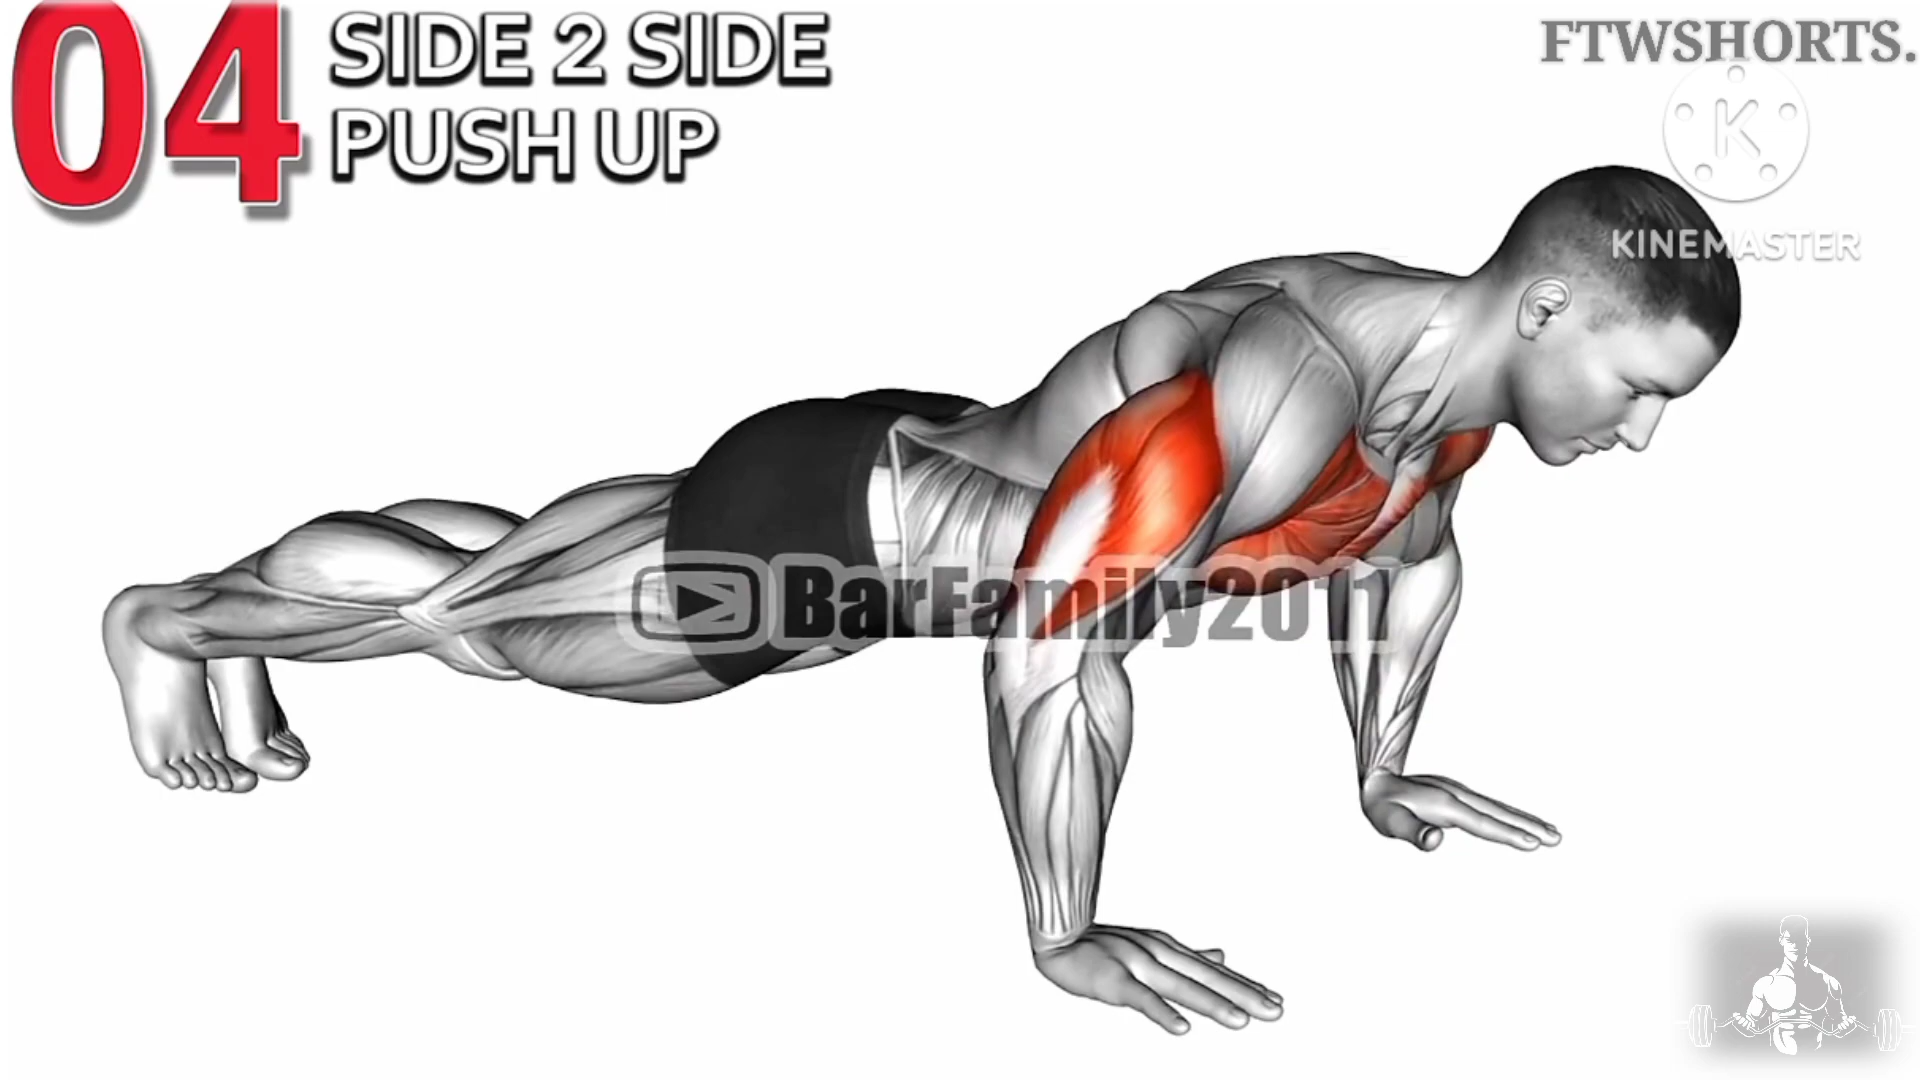 04
SIDE 2 SIDE
PUSH UP
FTWSHORTS.
K
KINEMASTER
BarFamily2011